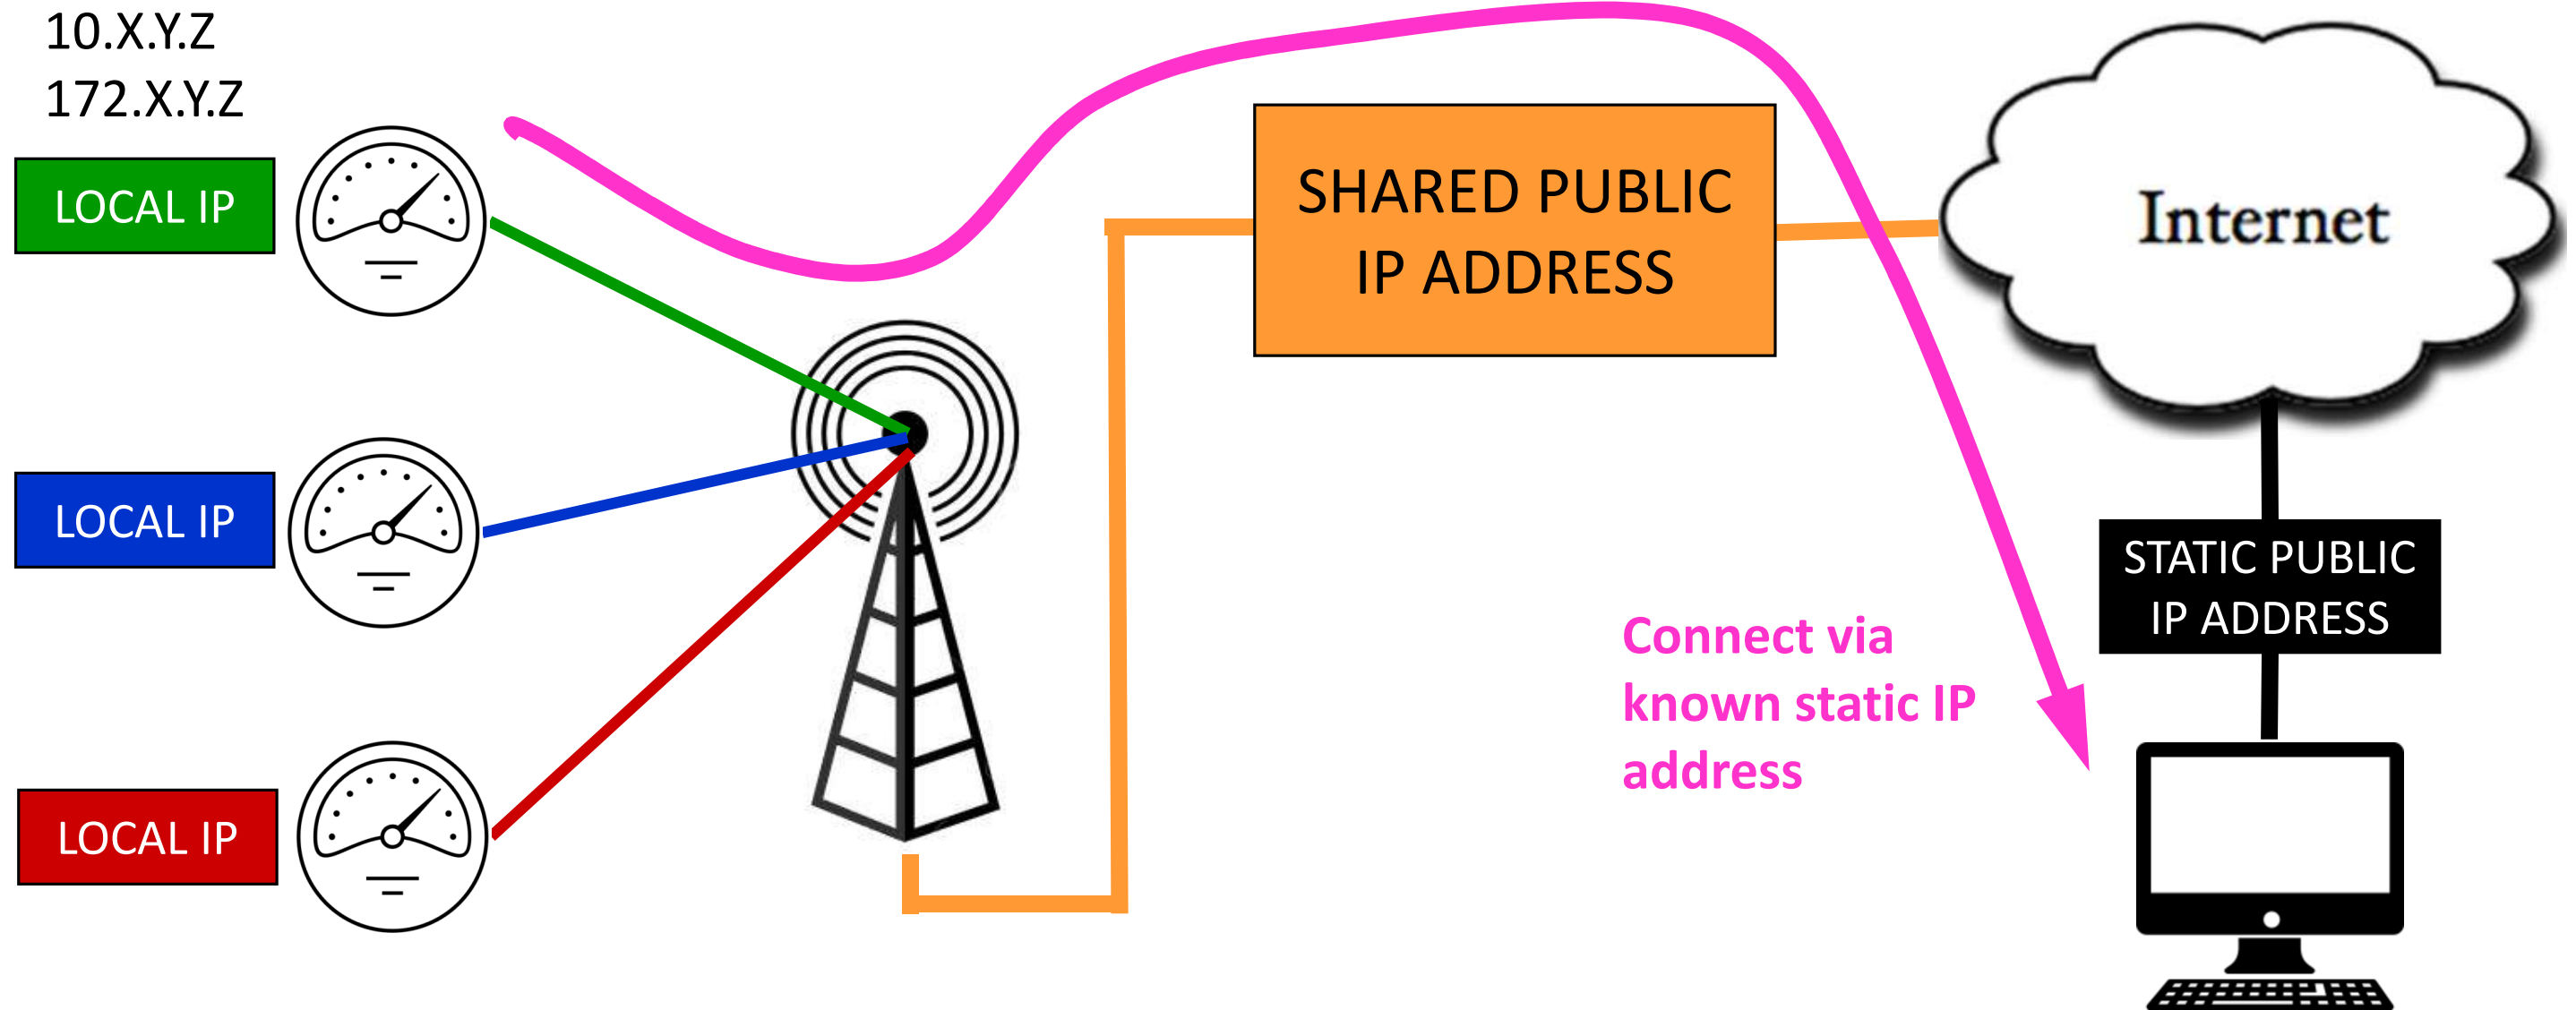 10.X.Y.Z
172.X.Y.Z
LOCAL IP
SHARED PUBLIC
IP ADDRESS
Internet
LOCAL IP
STATIC PUBLIC
IP ADDRESS
Connect via
known static IP
address
LOCAL IP